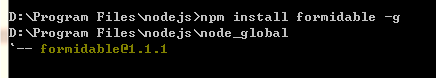 D:\Program Files\nodejs>npm install formidable -g
D:\Program Files\nodejs\node_global
`-- formidable@1.1.1